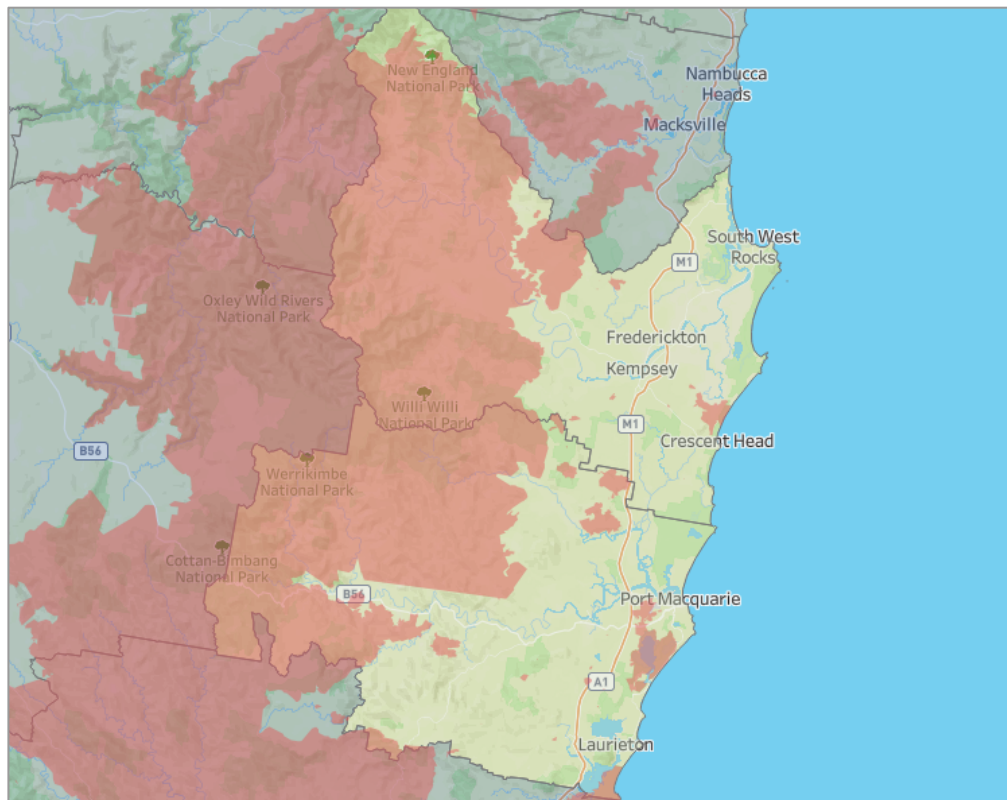 New England
National Park
Nambucca
Heads
Macksville
South West
Rocks
M1
Oxley Wild Rivers
National Park
Frederickton
Kempsey
Willi Willi
National Park
M1
Crescent Head
B56
Werrikimbe
National Park
Cottan-Bimbang
National Park
B56
Port Macquarie
A1
Laurieton